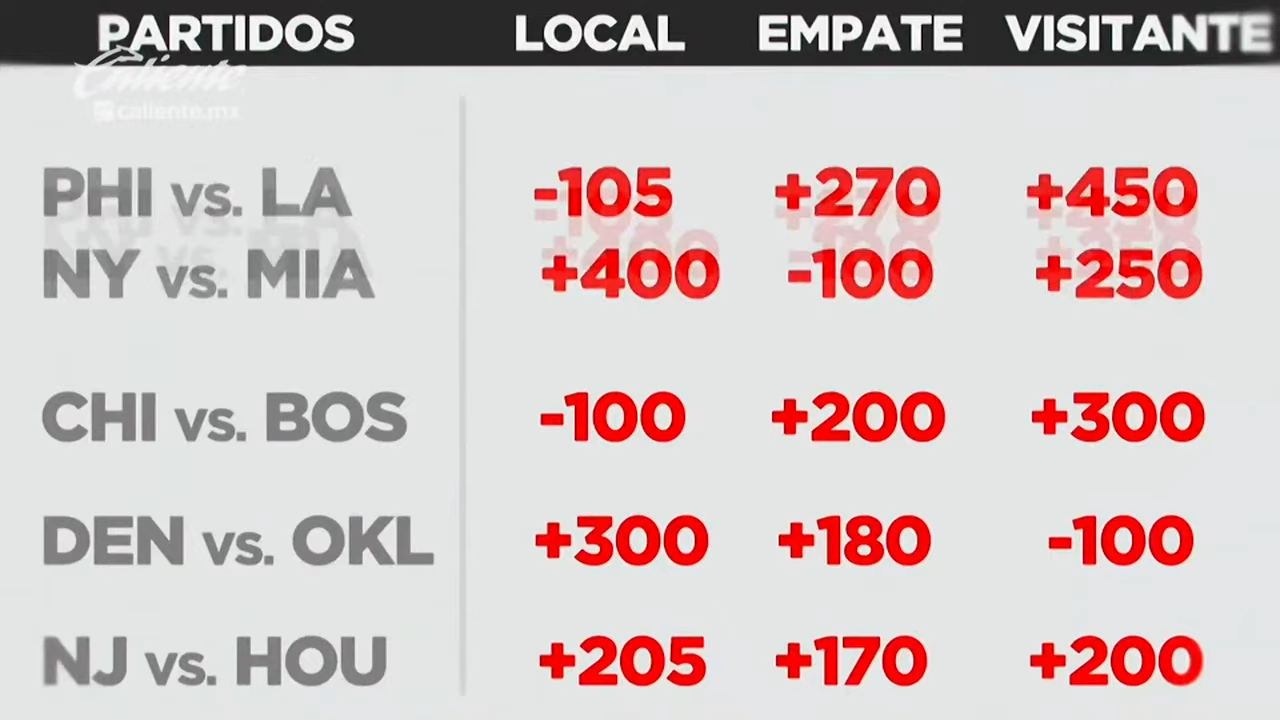 PARTIDOS LOCAL EMPATE VISITANTE
Caliente
caliente.mx
PHI vs. LA -105 +270 +450
NY vs. MIA +400 -100 +250
CHI vs. BOS -100 +200 +300
DEN vs. OKL +300 +180 -100
NJ vs. HOU +205 +170 +200